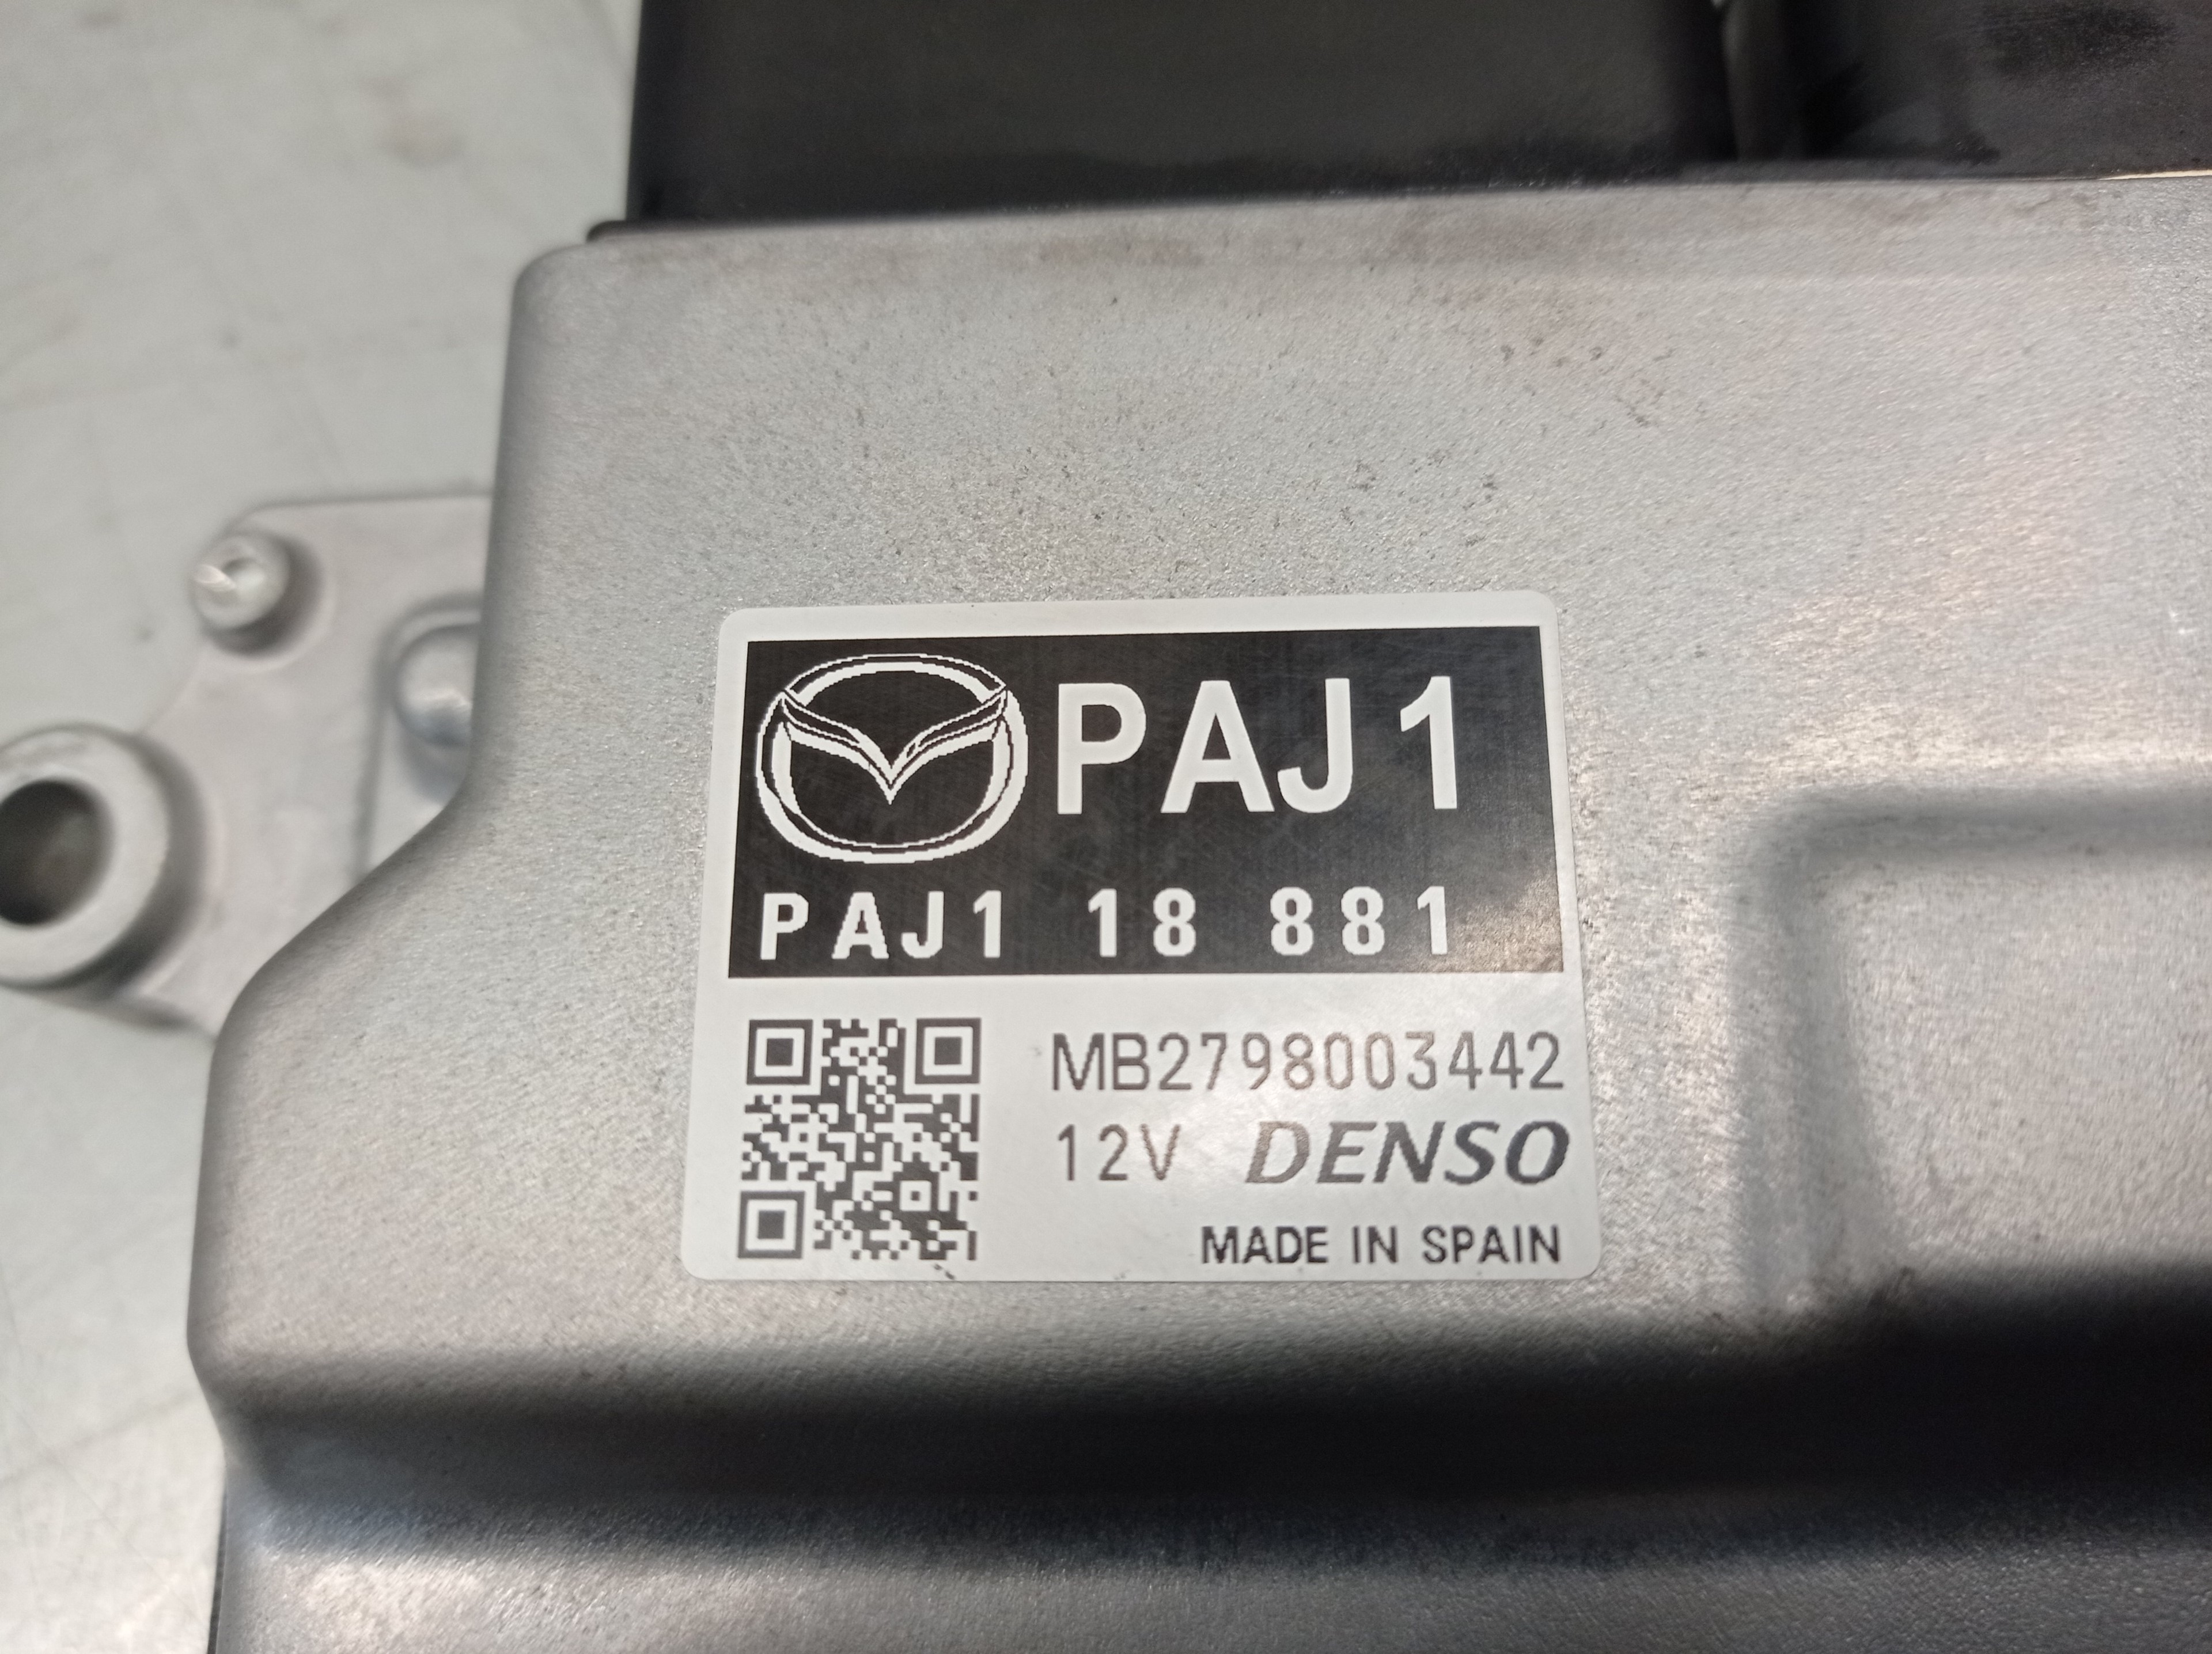 PAJ1
PAJ1 18 881
MB2798003442
12V DENSO
MADE IN SPAIN